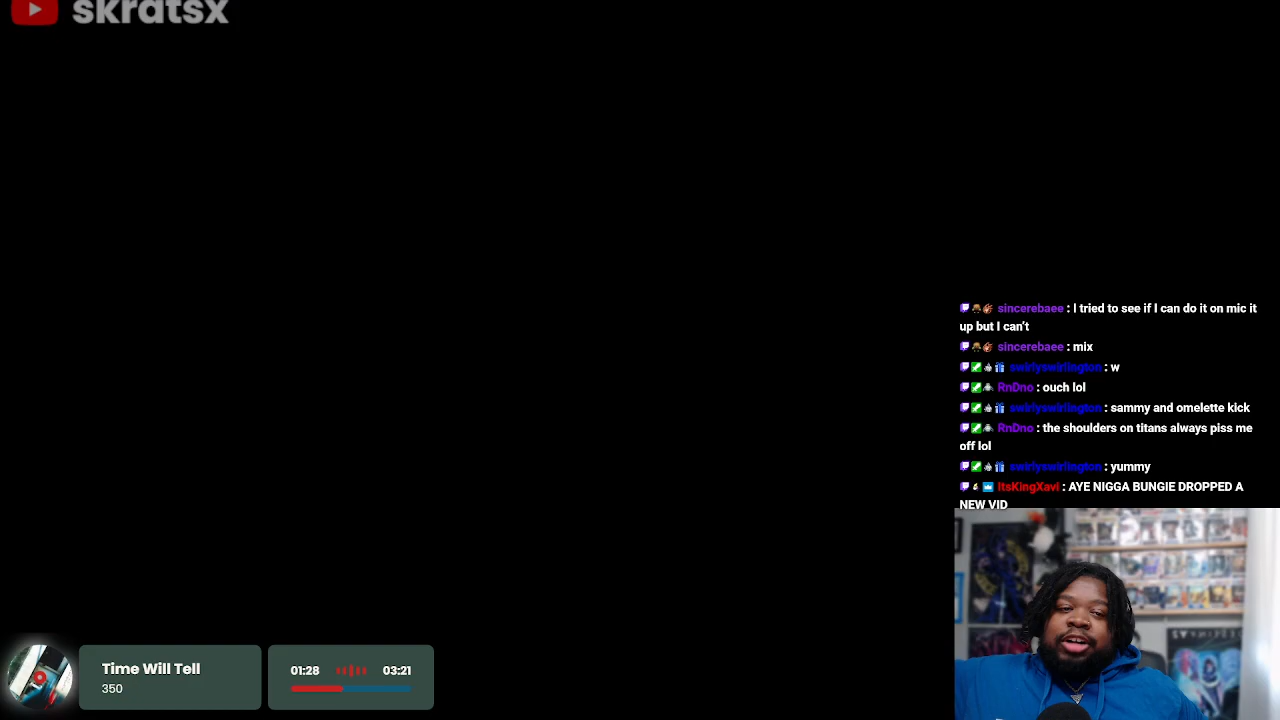 skratsx
sincerebaee : I tried to see if I can do it on mic it
up but I can't
sincerebaee : mix
swirlyswirlington : w
RnDno : ouch lol
swirlyswirlington : sammy and omelette kick
RnDno : the shoulders on titans always piss me
off lol
swirlyswirlington : yummy
ItsKingXavi : AYE NIGGA BUNGIE DROPPED A
NEW VID
Time Will Tell
350
01:28
03:21